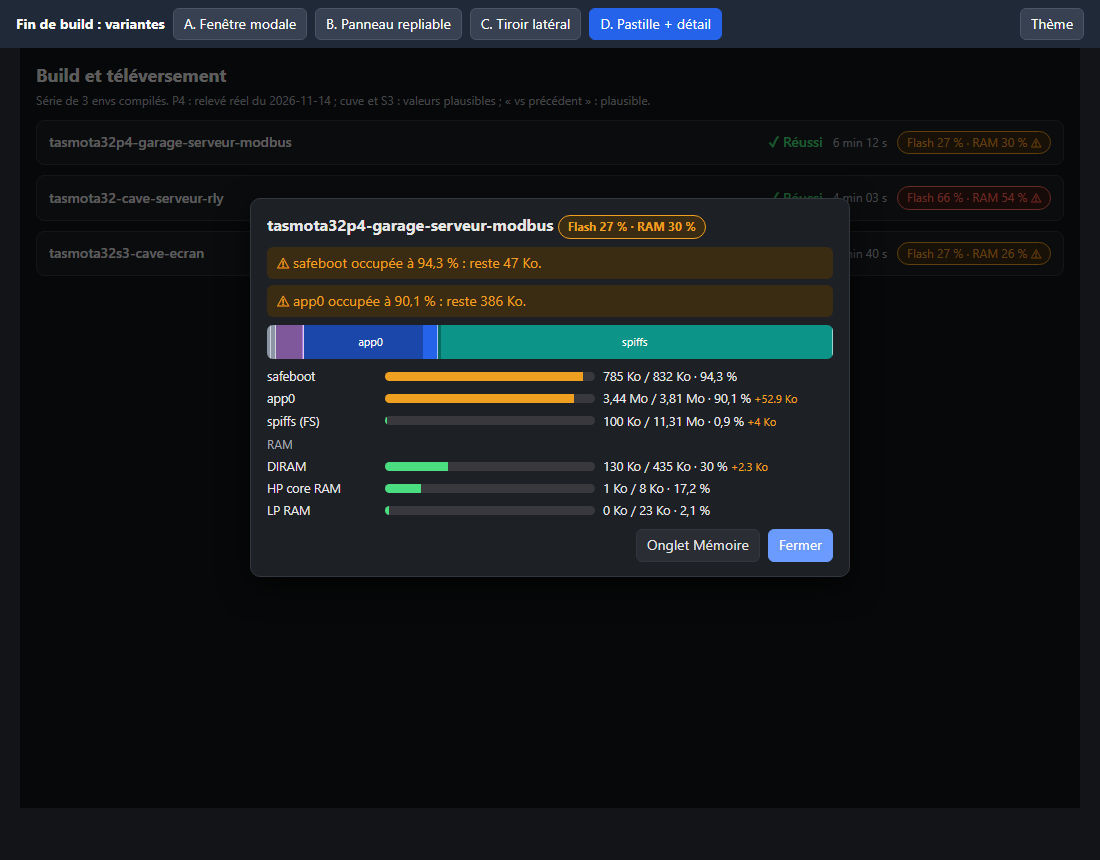 Fin de build : variantes A. Fenêtre modale B. Panneau repliable C. Tiroir latéral D. Pastille + détail Thème
Build et téléversement
Série de 3 envs compilés. P4 : relevé réel du 2026-11-14 ; cuve et S3 : valeurs plausibles ; « vs précédent » : plausible.
tasmota32p4-garage-serveur-modbus ✓ Réussi 6 min 12 s Flash 27 % · RAM 30 % ⚠
tasmota32-cave-serveur-rly ✓ Réussi 4 min 03 s Flash 66 % · RAM 54 % ⚠
tasmota32s3-cave-ecran 40 s Flash 27 % · RAM 26 % ⚠
tasmota32p4-garage-serveur-modbus Flash 27 % · RAM 30 %
⚠ safeboot occupée à 94,3 % : reste 47 Ko.
⚠ app0 occupée à 90,1 % : reste 386 Ko.
app0 spiffs
safeboot 785 Ko / 832 Ko · 94,3 %
app0 3,44 Mo / 3,81 Mo · 90,1 % +52.9 Ko
spiffs (FS) 100 Ko / 11,31 Mo · 0,9 % +4 Ko
RAM
DIRAM 130 Ko / 435 Ko · 30 % +2.3 Ko
HP core RAM 1 Ko / 8 Ko · 17,2 %
LP RAM 0 Ko / 23 Ko · 2,1 %
Onglet Mémoire Fermer